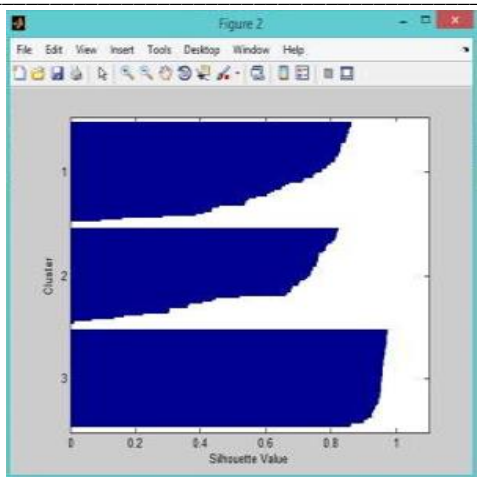 Figure 2
File Edit View Insert Tools Desktop Window Help
1
2
3
Cluster
0 0.2 0.4 0.6 0.8 1
Silhouette Value